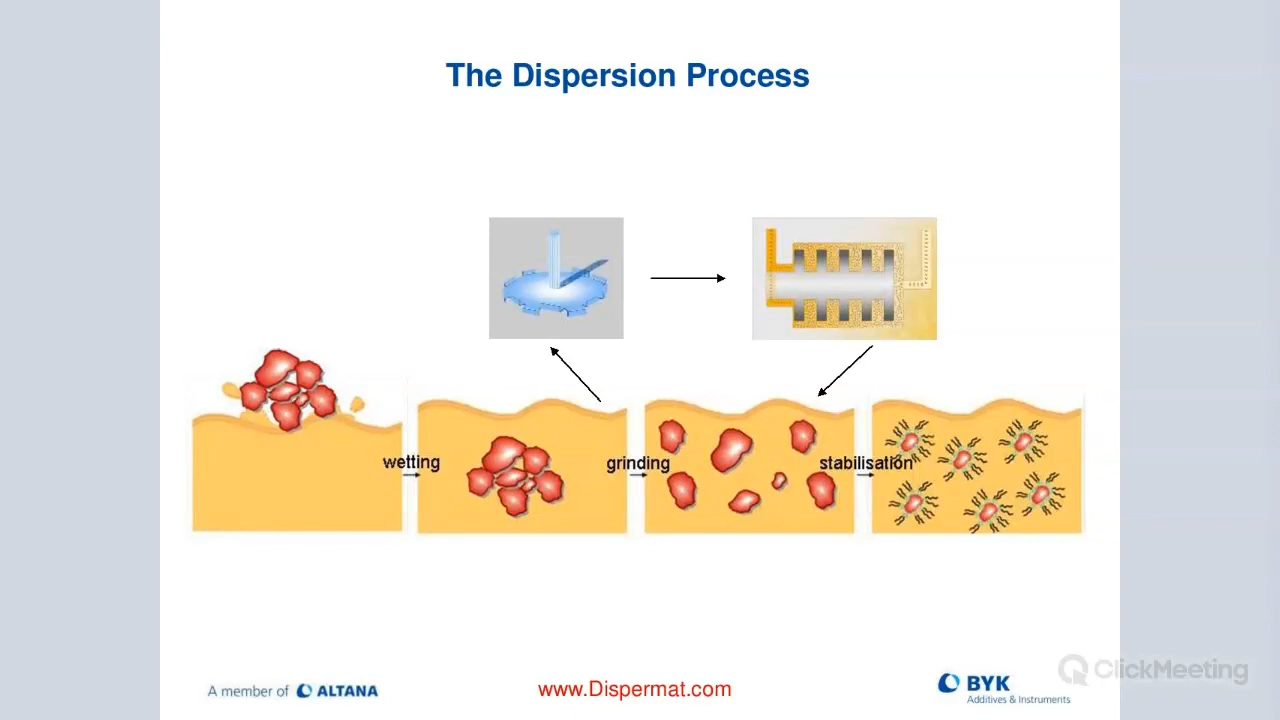 The Dispersion Process
wetting
grinding
stabilisation
A member of ALTANA
www.Dispermat.com
BYK
Additives & Instruments
ClickMeeting